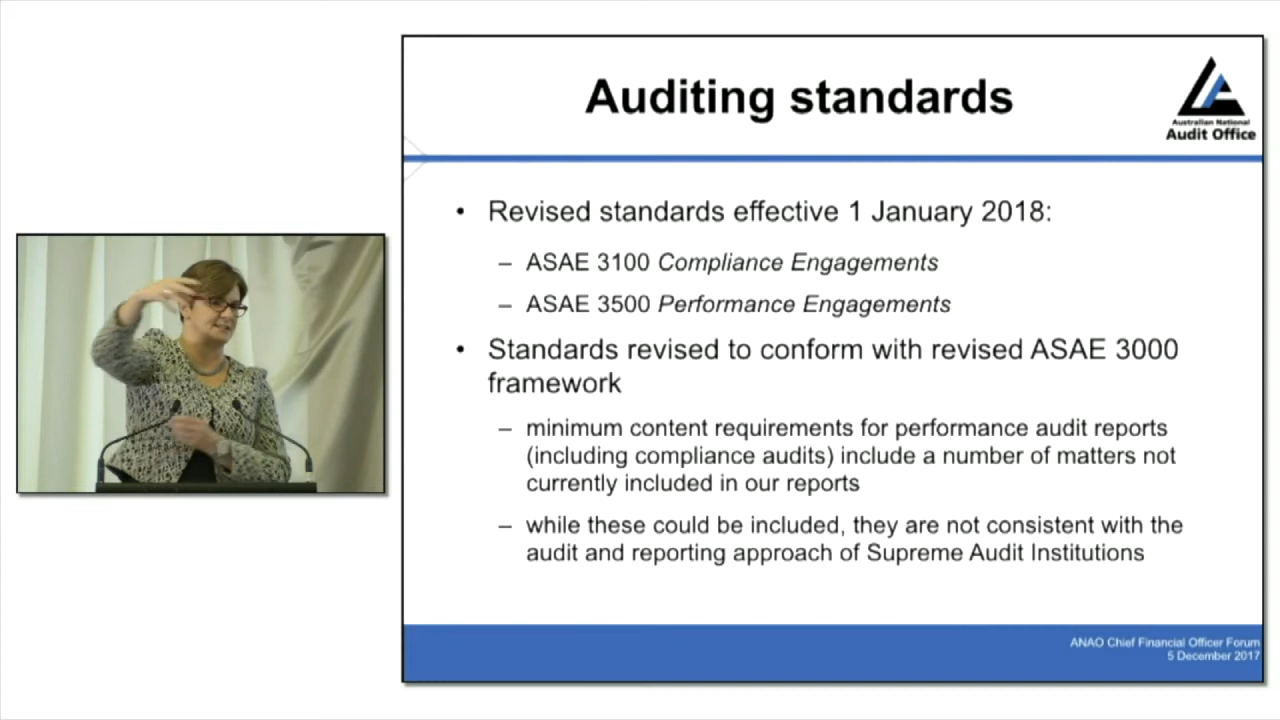 Auditing standards
Australian National
Audit Office
• Revised standards effective 1 January 2018:
– ASAE 3100 Compliance Engagements
– ASAE 3500 Performance Engagements
• Standards revised to conform with revised ASAE 3000
framework
– minimum content requirements for performance audit reports
(including compliance audits) include a number of matters not
currently included in our reports
– while these could be included, they are not consistent with the
audit and reporting approach of Supreme Audit Institutions
ANAO Chief Financial Officer Forum
5 December 2017